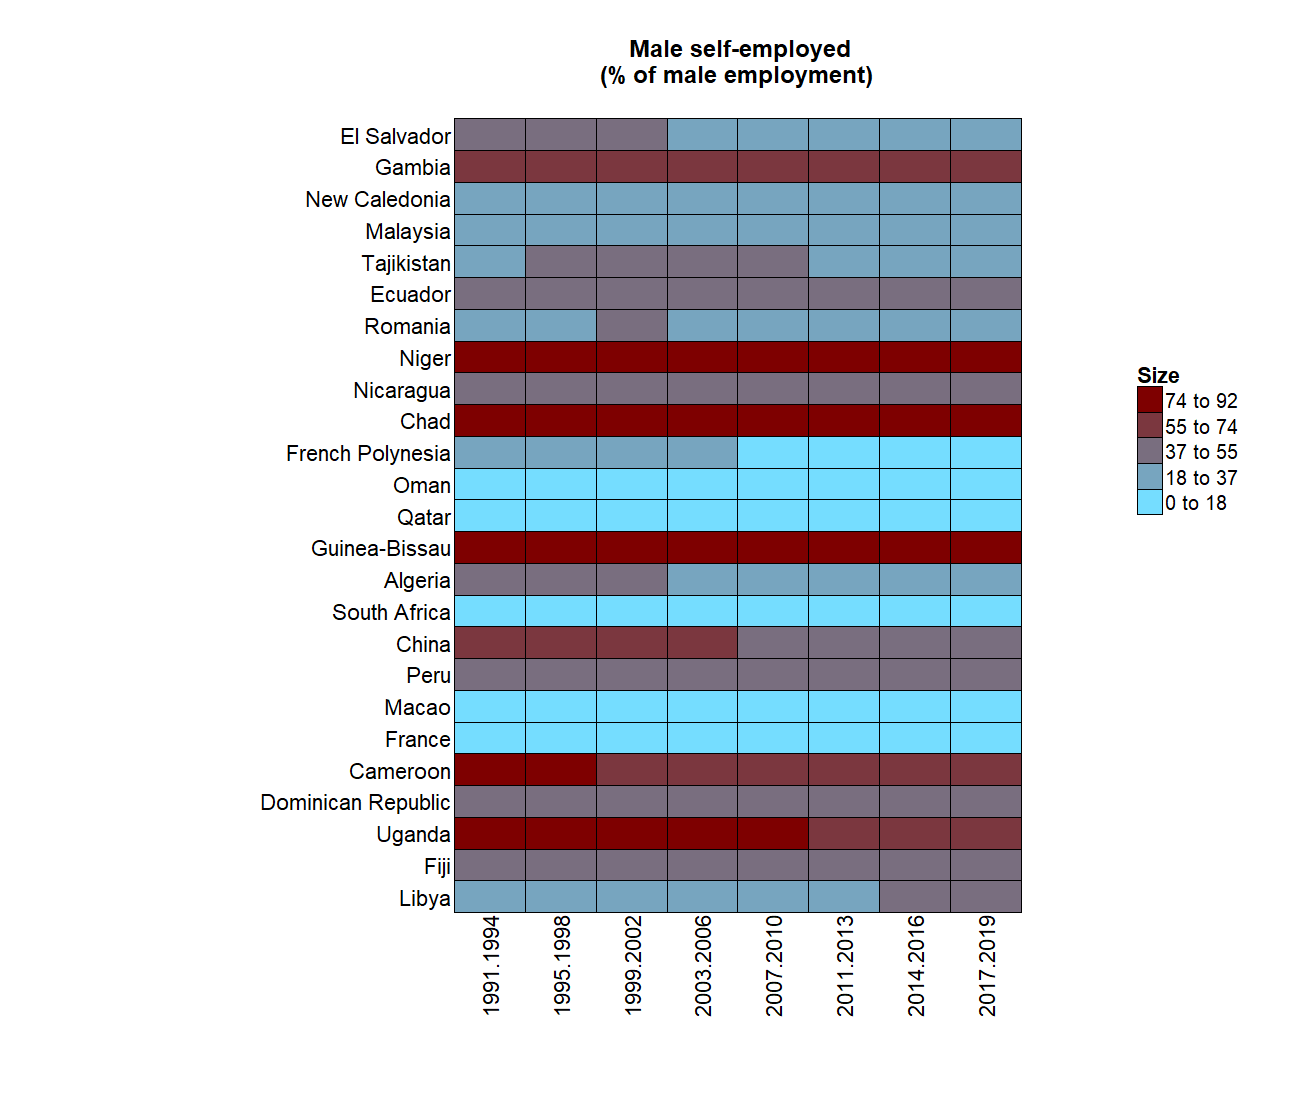 Male self-employed
(% of male employment)
El Salvador
Gambia
New Caledonia
Malaysia
Tajikistan
Ecuador
Romania
Niger
Nicaragua
Chad
French Polynesia
Oman
Qatar
Guinea-Bissau
Algeria
South Africa
China
Peru
Macao
France
Cameroon
Dominican Republic
Uganda
Fiji
Libya
1991.1994
1995.1998
1999.2002
2003.2006
2007.2010
2011.2013
2014.2016
2017.2019
Size
74 to 92
55 to 74
37 to 55
18 to 37
0 to 18